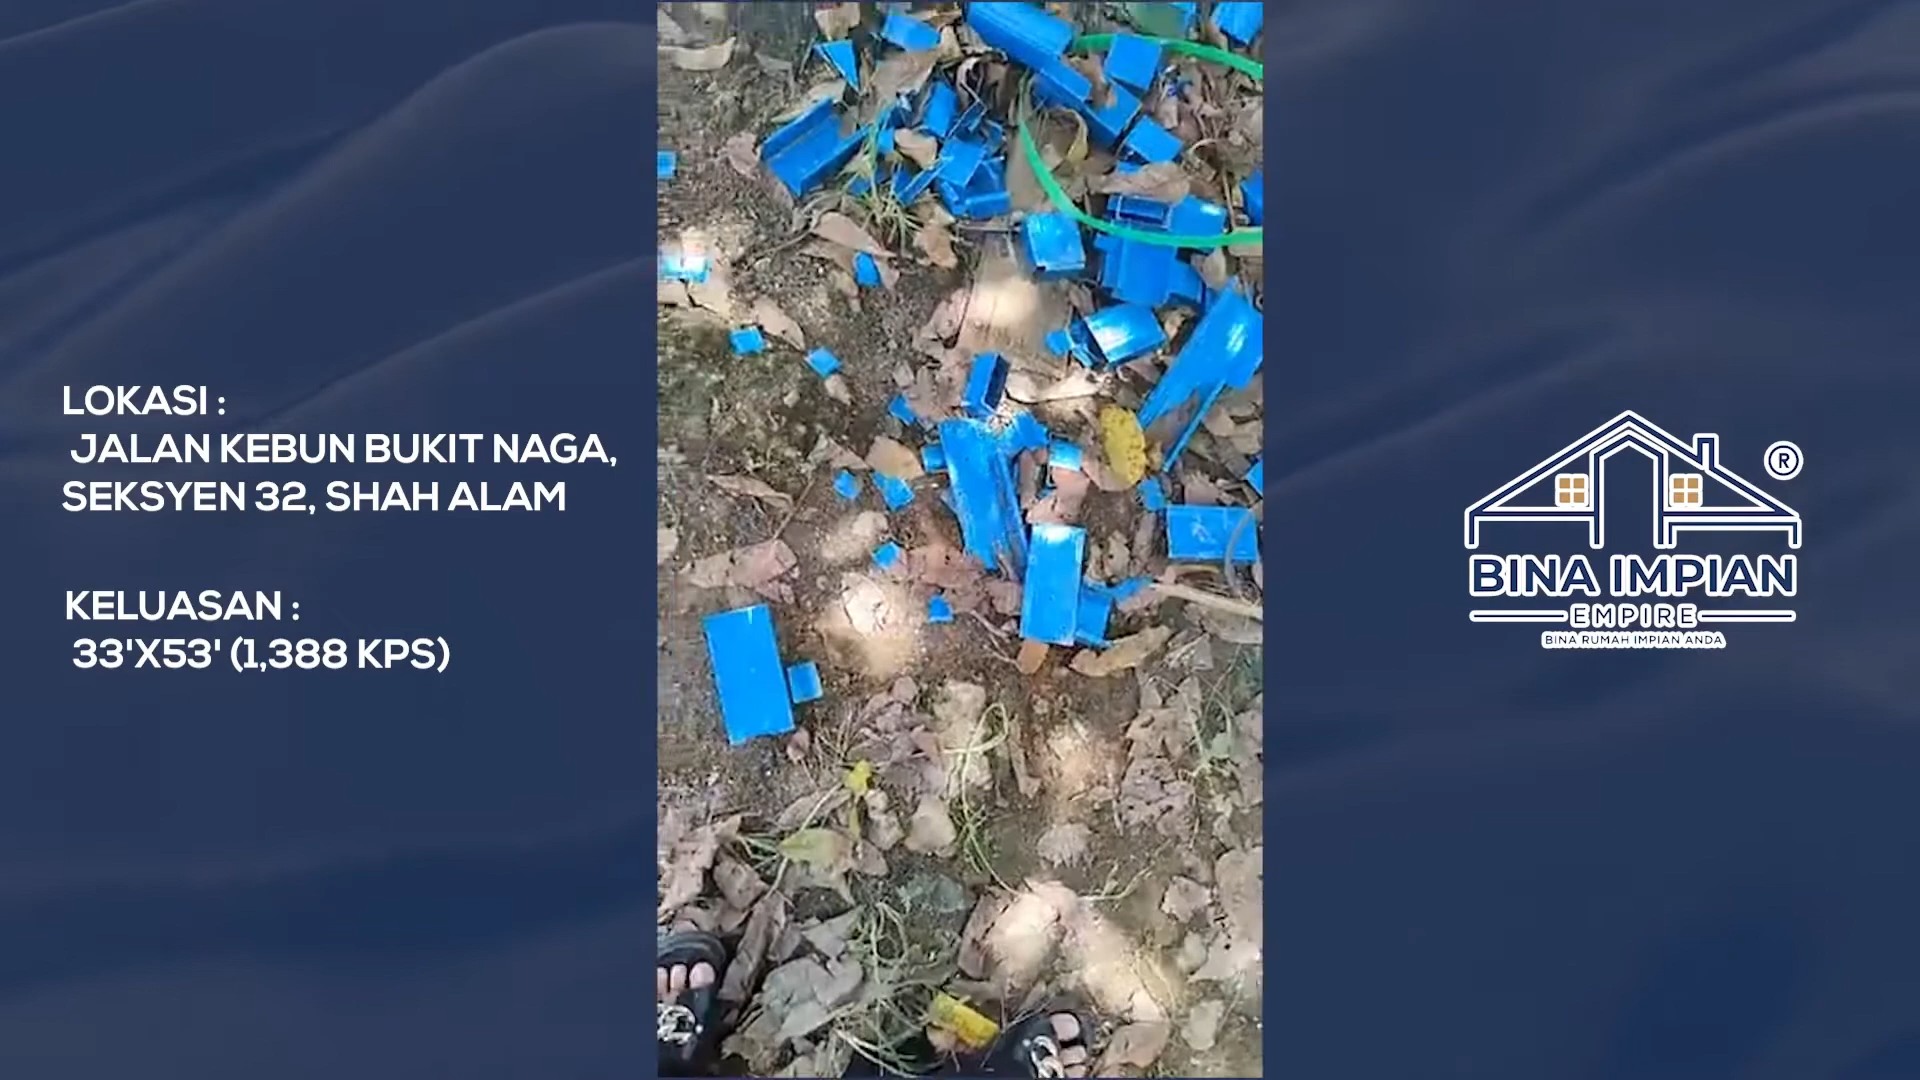 LOKASI :
JALAN KEBUN BUKIT NAGA,
SEKSYEN 32, SHAH ALAM
KELUASAN :
33'X53' (1,388 KPS)
®
BINA IMPIAN
EMPIRE
BINA RUMAH IMPIAN ANDA